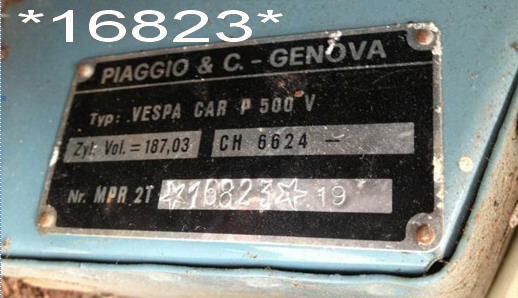 *16823*
PIAGGIO & C. - GENOVA
Typ: VESPA CAR P 500 V
Zyl. Vol. = 187,03 CH 6624 -
Nr. MPR 2T ☆16823☆. 19